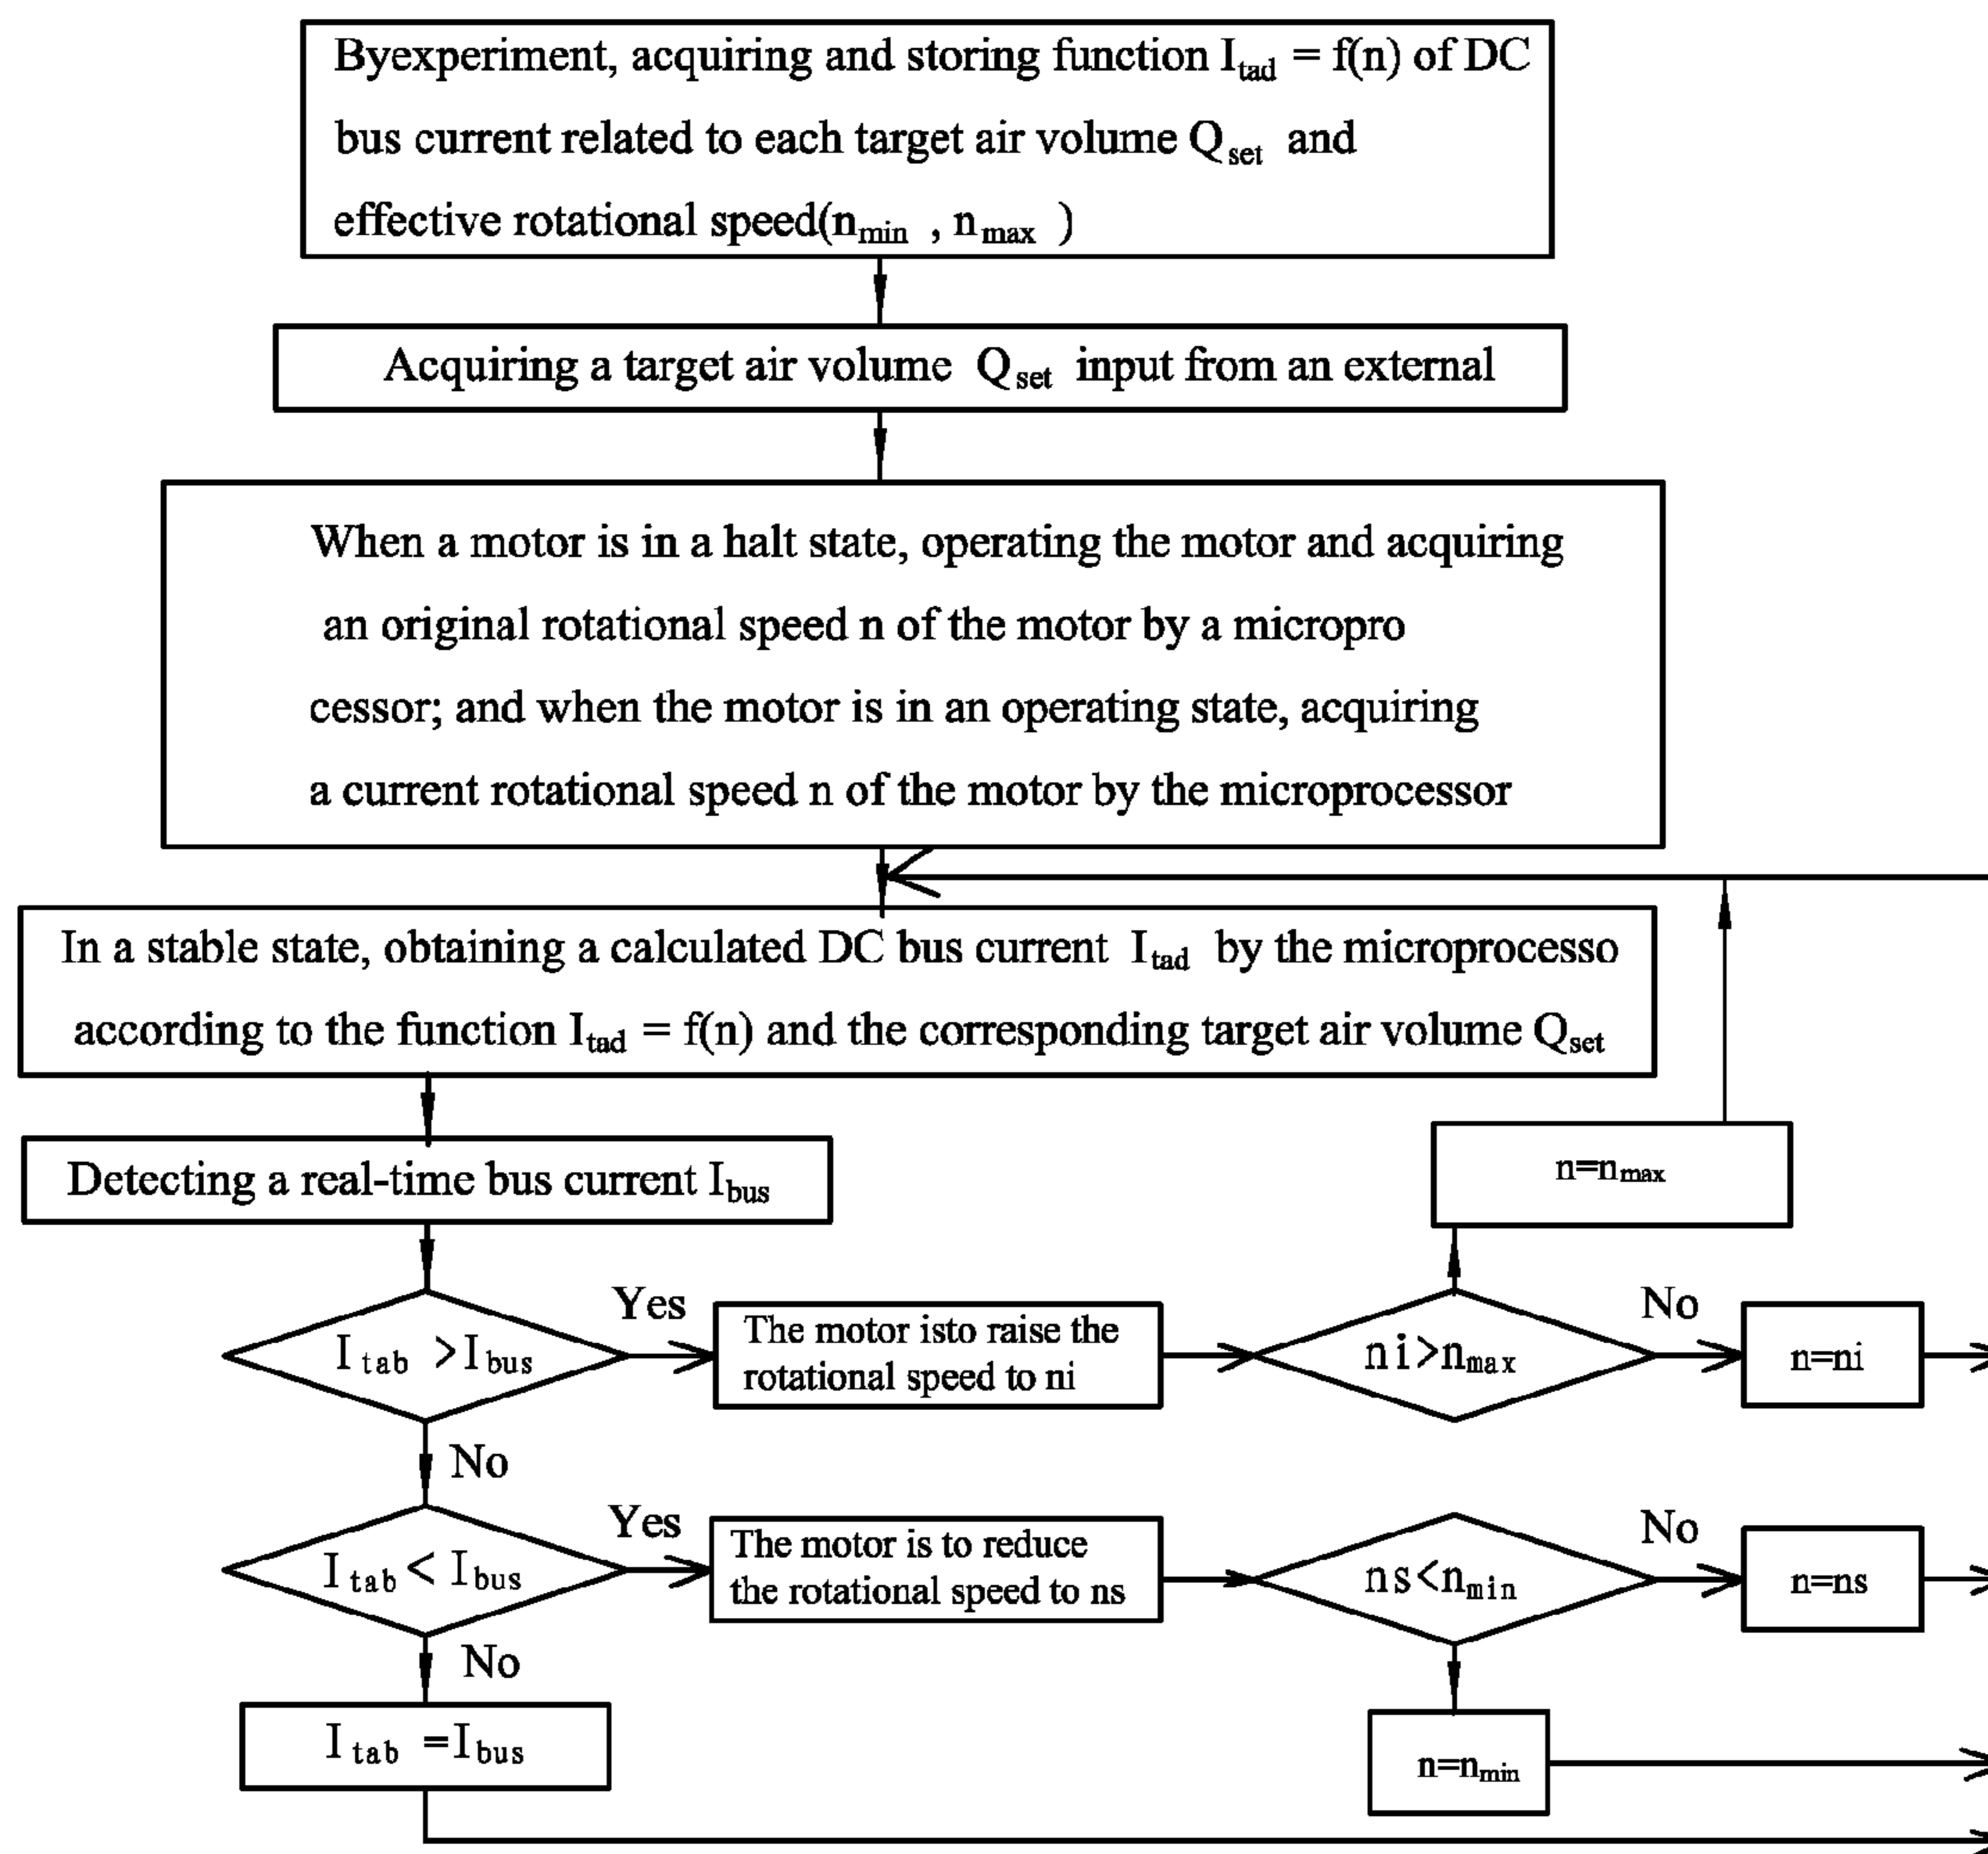 Byexperiment, acquiring and storing function Itad = f(n) of DC
bus current related to each target air volume Qset and
effective rotational speed(nmin , nmax )
Acquiring a target air volume Qset input from an external
When a motor is in a halt state, operating the motor and acquiring
an original rotational speed n of the motor by a micropro
cessor; and when the motor is in an operating state, acquiring
a current rotational speed n of the motor by the microprocessor
In a stable state, obtaining a calculated DC bus current Itad by the microprocesso
according to the function Itad = f(n) and the corresponding target air volume Qset
Detecting a real-time bus current Ibus
n=nmax
Itab >Ibus
Yes
The motor isto raise the
rotational speed to ni
ni>nmax
No
n=ni
No
Itab < Ibus
Yes
The motor is to reduce
the rotational speed to ns
ns<nmin
No
n=ns
No
Itab =Ibus
n=nmin